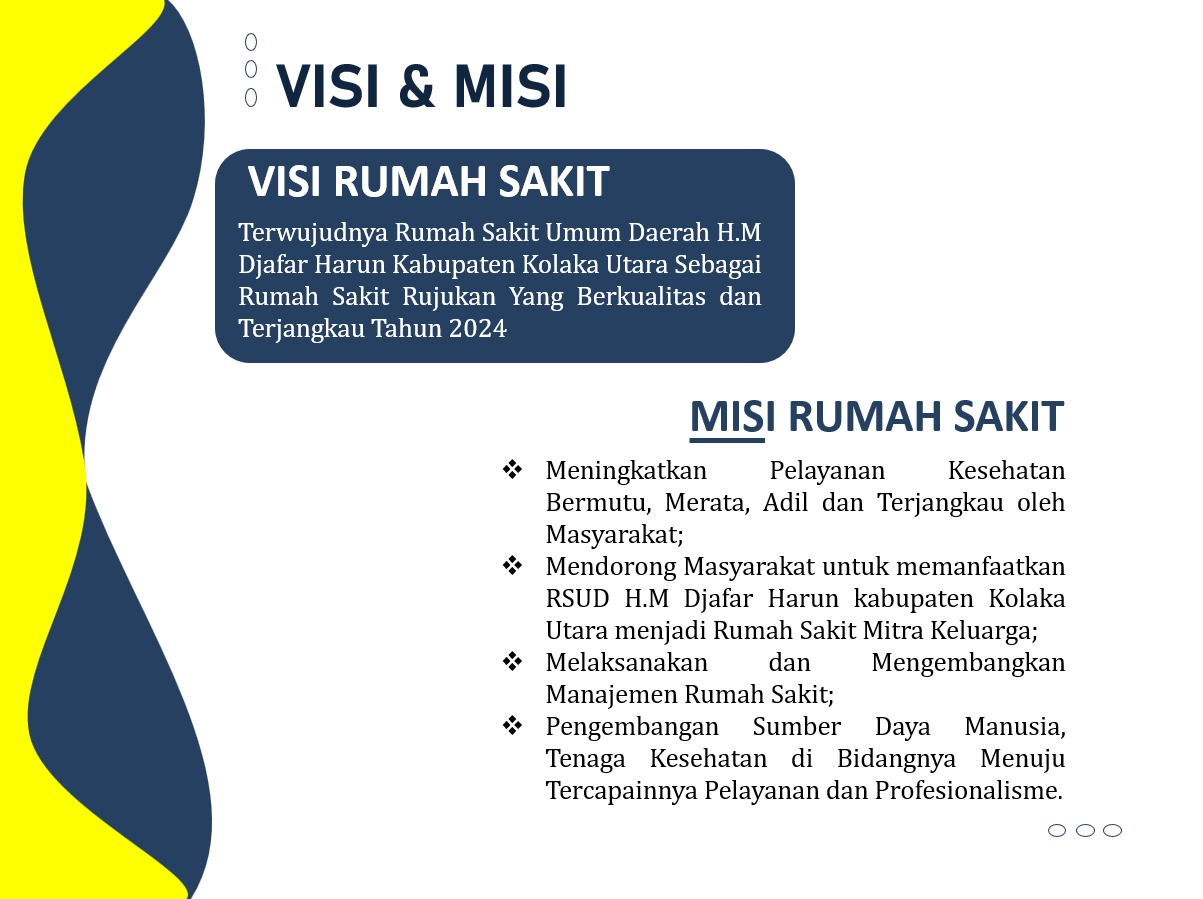 VISI & MISI
VISI RUMAH SAKIT
Terwujudnya Rumah Sakit Umum Daerah H.M
Djafar Harun Kabupaten Kolaka Utara Sebagai
Rumah Sakit Rujukan Yang Berkualitas dan
Terjangkau Tahun 2024
MISI RUMAH SAKIT
❖ Meningkatkan Pelayanan Kesehatan
Bermutu, Merata, Adil dan Terjangkau oleh
Masyarakat;
❖ Mendorong Masyarakat untuk memanfaatkan
RSUD H.M Djafar Harun kabupaten Kolaka
Utara menjadi Rumah Sakit Mitra Keluarga;
❖ Melaksanakan dan Mengembangkan
Manajemen Rumah Sakit;
❖ Pengembangan Sumber Daya Manusia,
Tenaga Kesehatan di Bidangnya Menuju
Tercapainnya Pelayanan dan Profesionalisme.